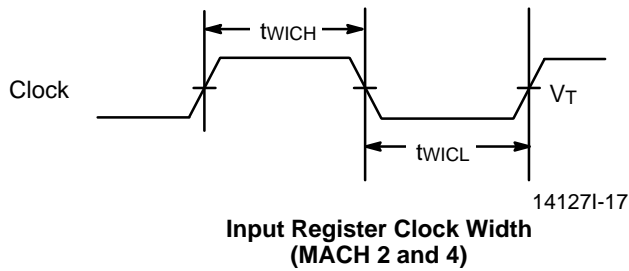 tWICH
Clock
VT
tWICL
14127I-17
Input Register Clock Width
(MACH 2 and 4)